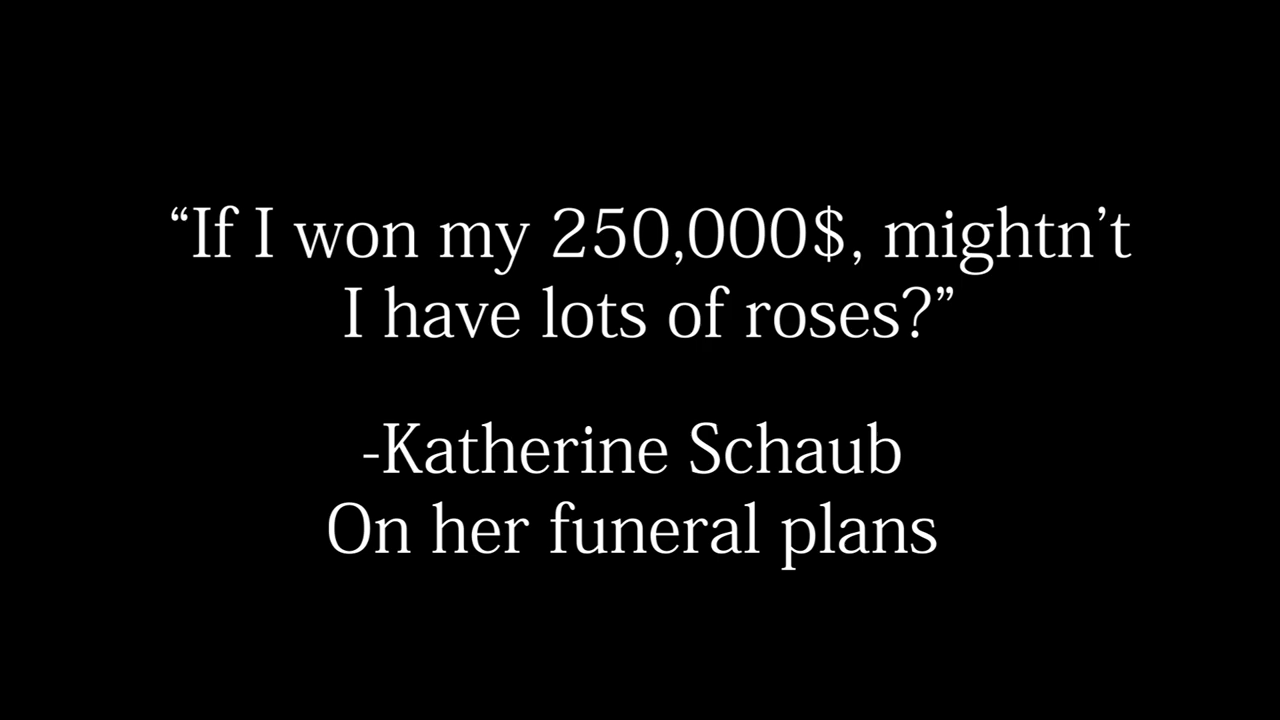 “If I won my 250,000$, mightn’t
I have lots of roses?”
-Katherine Schaub
On her funeral plans